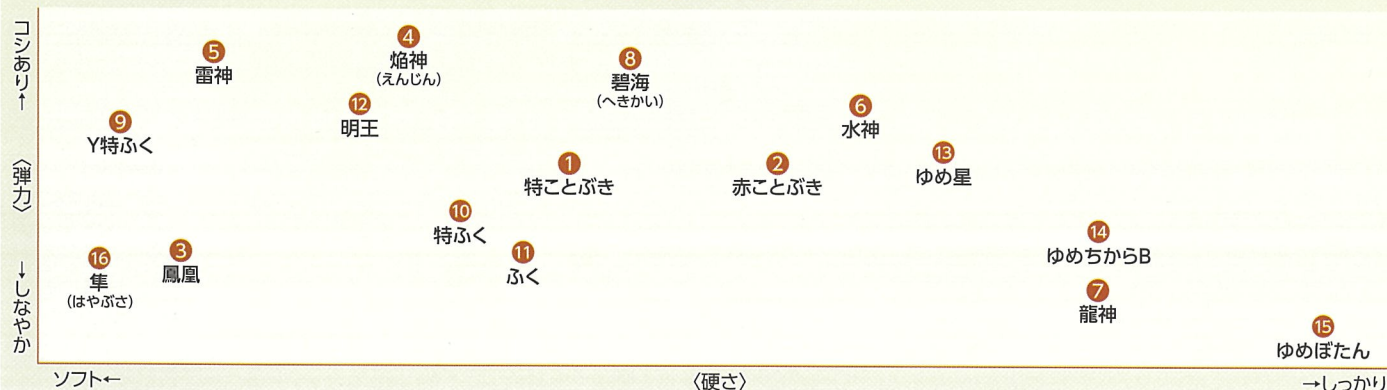 コシあり↑
〈弾力〉
↓しなやか
5
雷神
4
焔神
(えんじん)
8
碧海
(へきかい)
12
明王
6
水神
9
Y特ふく
1
特ことぶき
2
赤ことぶき
13
ゆめ星
10
特ふく
11
ふく
14
ゆめちからB
16
隼
(はやぶさ)
3
鳳凰
7
龍神
15
ゆめぼたん
ソフト←
〈硬さ〉
→しっかり